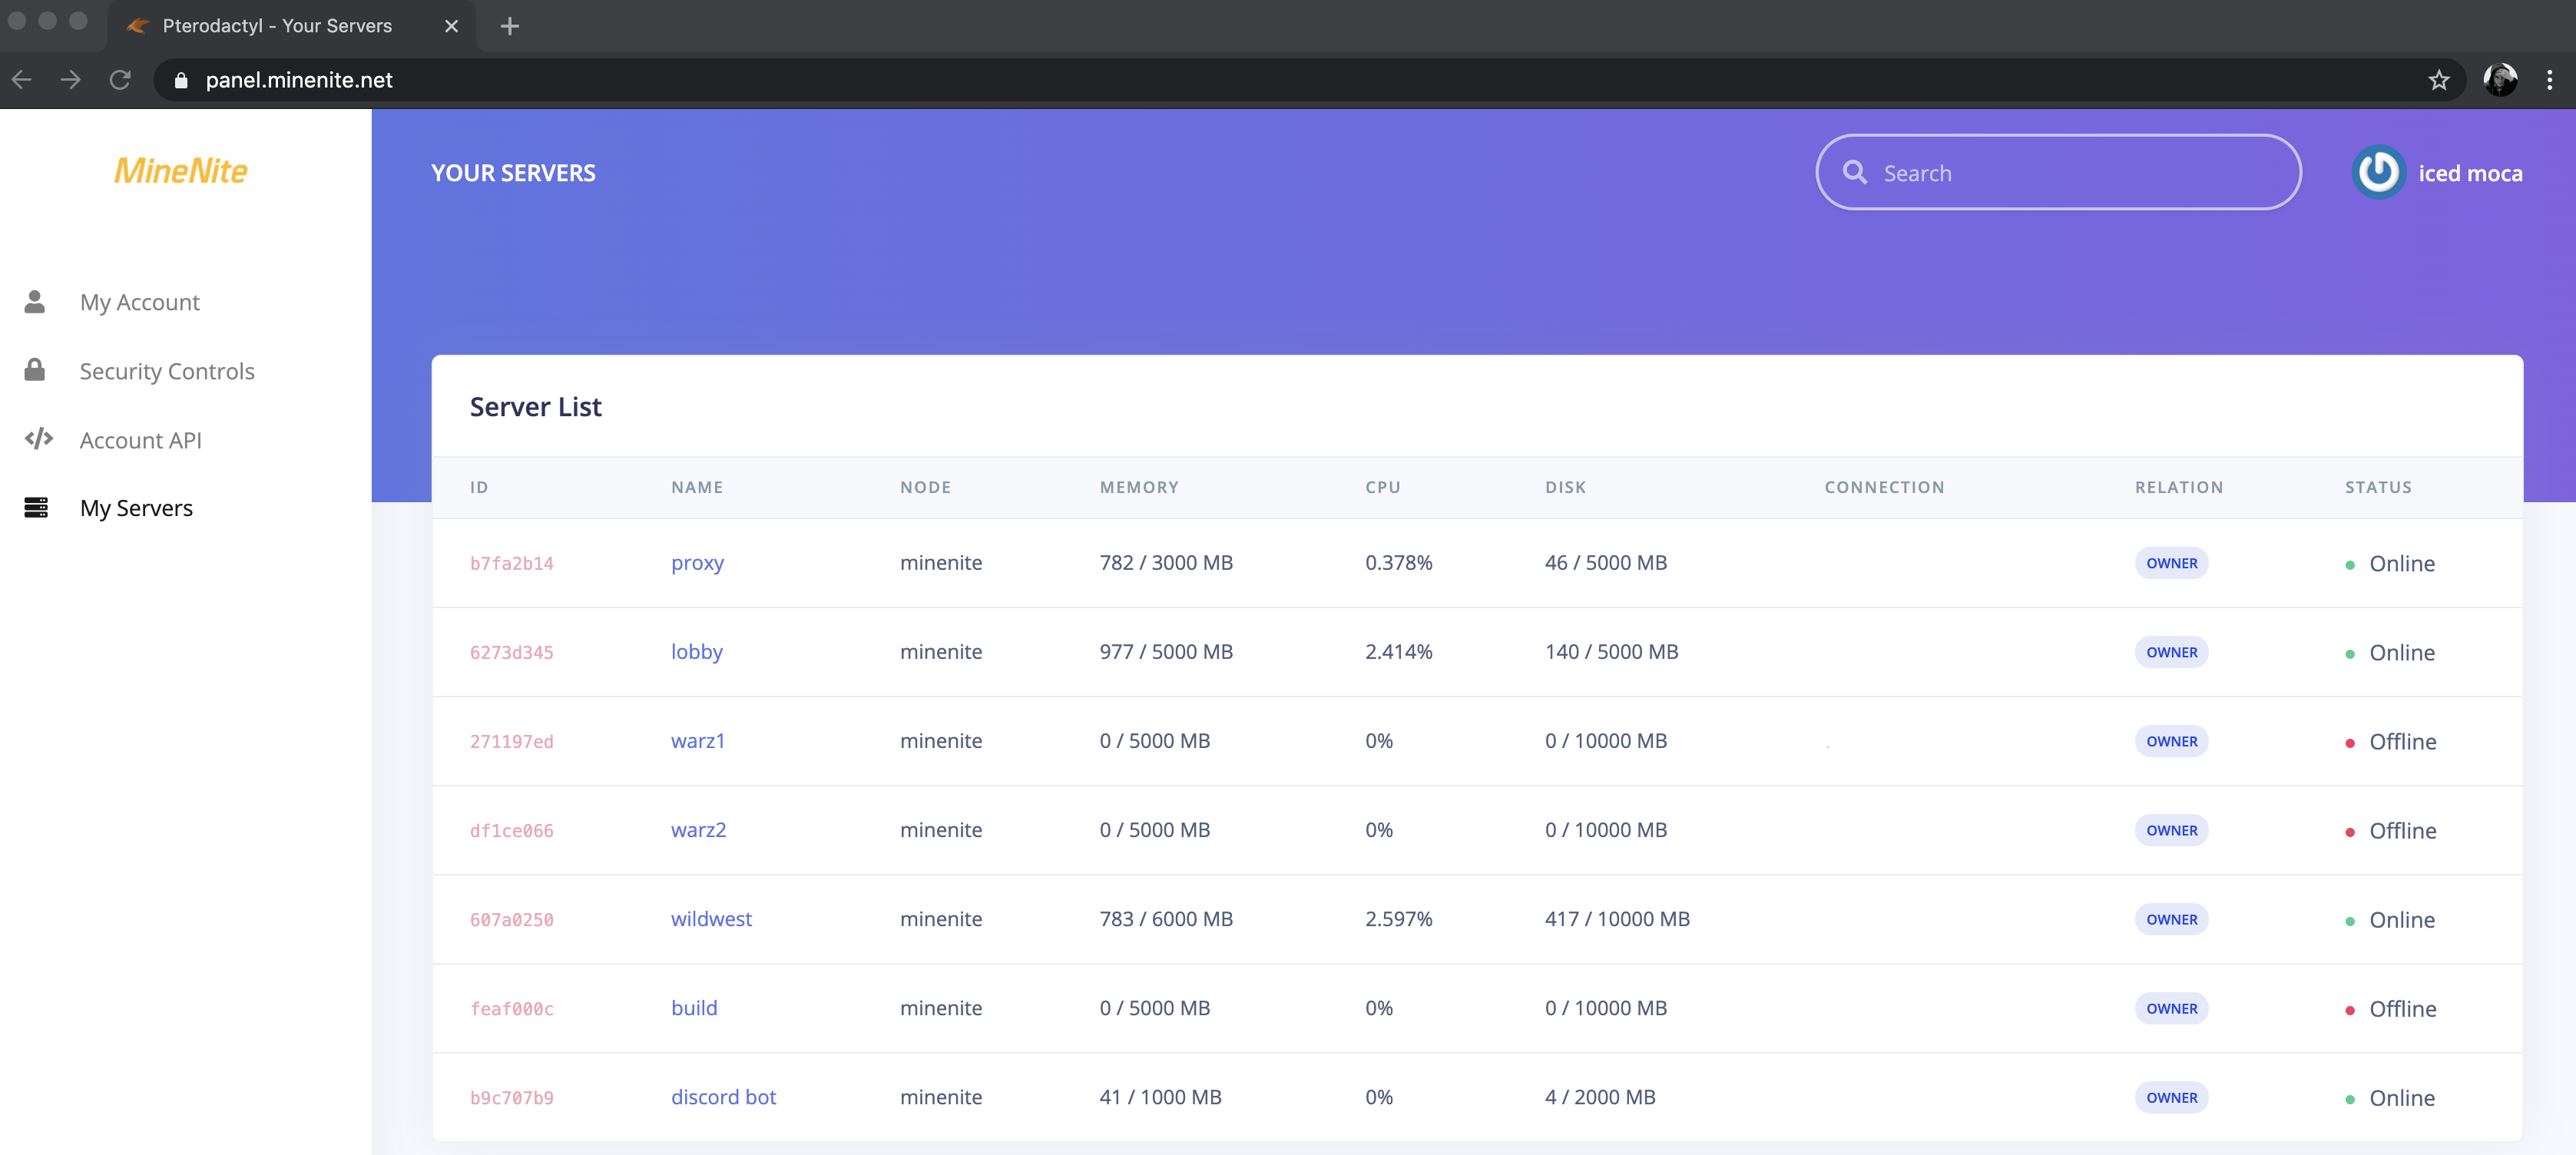 Pterodactyl - Your Servers
panel.minenite.net
MineNite
YOUR SERVERS
Search
iced moca
My Account
Security Controls
Account API
My Servers
Server List
ID NAME NODE MEMORY CPU DISK CONNECTION RELATION STATUS
b7fa2b14 proxy minenite 782 / 3000 MB 0.378% 46 / 5000 MB OWNER Online
6273d345 lobby minenite 977 / 5000 MB 2.414% 140 / 5000 MB OWNER Online
271197ed warz1 minenite 0 / 5000 MB 0% 0 / 10000 MB OWNER Offline
df1ce066 warz2 minenite 0 / 5000 MB 0% 0 / 10000 MB OWNER Offline
607a0250 wildwest minenite 783 / 6000 MB 2.597% 417 / 10000 MB OWNER Online
feaf000c build minenite 0 / 5000 MB 0% 0 / 10000 MB OWNER Offline
b9c707b9 discord bot minenite 41 / 1000 MB 0% 4 / 2000 MB OWNER Online